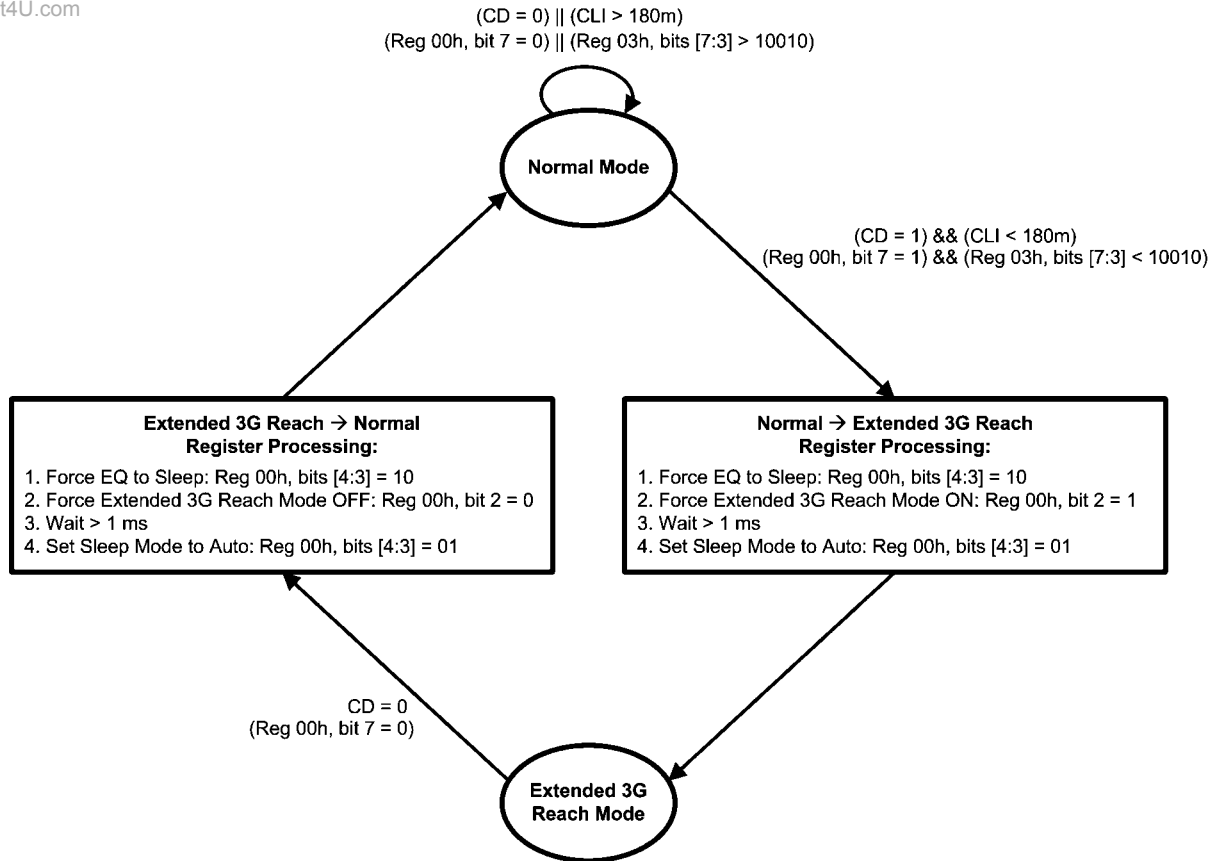 t4U.com
(CD = 0) || (CLI > 180m)
(Reg 00h, bit 7 = 0) || (Reg 03h, bits [7:3] > 10010)
Normal Mode
(CD = 1) && (CLI < 180m)
(Reg 00h, bit 7 = 1) && (Reg 03h, bits [7:3] < 10010)
Extended 3G Reach → Normal
Register Processing:
1. Force EQ to Sleep: Reg 00h, bits [4:3] = 10
2. Force Extended 3G Reach Mode OFF: Reg 00h, bit 2 = 0
3. Wait > 1 ms
4. Set Sleep Mode to Auto: Reg 00h, bits [4:3] = 01
Normal → Extended 3G Reach
Register Processing:
1. Force EQ to Sleep: Reg 00h, bits [4:3] = 10
2. Force Extended 3G Reach Mode ON: Reg 00h, bit 2 = 1
3. Wait > 1 ms
4. Set Sleep Mode to Auto: Reg 00h, bits [4:3] = 01
CD = 0
(Reg 00h, bit 7 = 0)
Extended 3G
Reach Mode